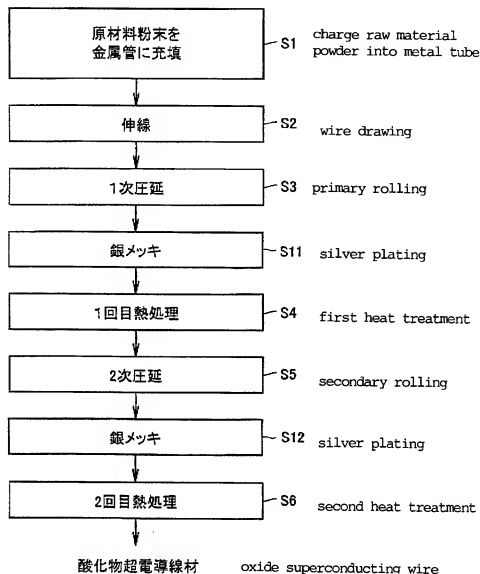 原材料粉末を
金属管に充填
S1
charge raw material
powder into metal tube
伸線
S2
wire drawing
1次圧延
S3
primary rolling
銀メッキ
S11
silver plating
1回目熱処理
S4
first heat treatment
2次圧延
S5
secondary rolling
銀メッキ
S12
silver plating
2回目熱処理
S6
second heat treatment
酸化物超電導線材
oxide superconducting wire